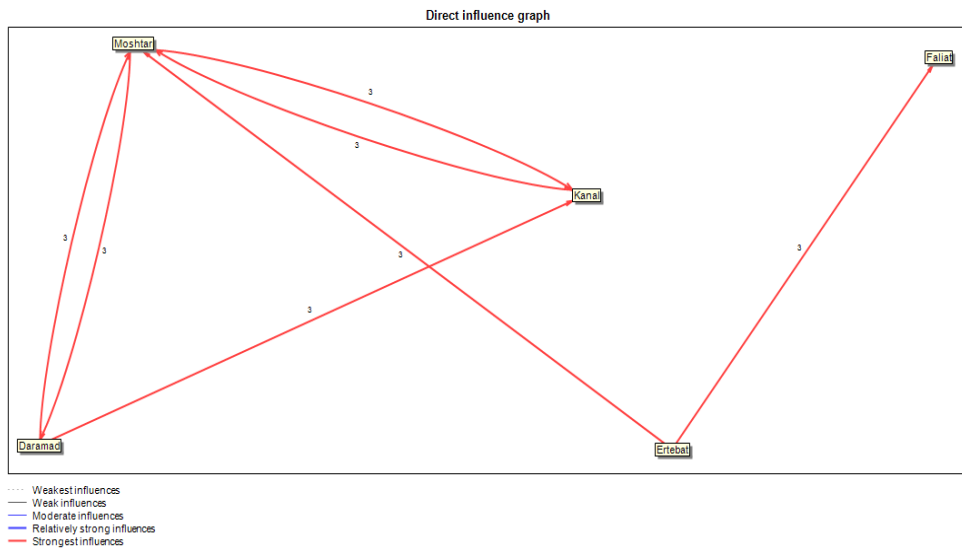 Direct influence graph
Moshtar
Faliat
3
3
Kanal
3
3
3
3
3
Daramad
Ertebat
Weakest influences
Weak influences
Moderate influences
Relatively strong influences
Strongest influences